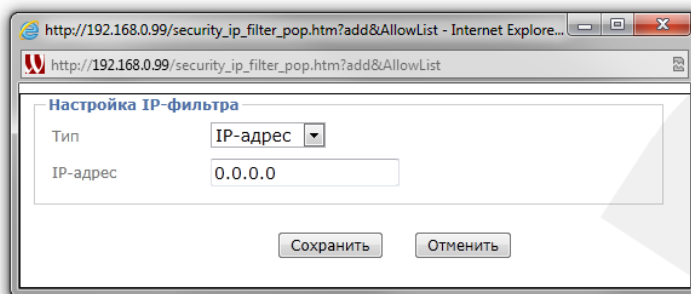 http://192.168.0.99/security_ip_filter_pop.htm?add&AllowList - Internet Explore...
http://192.168.0.99/security_ip_filter_pop.htm?add&AllowList
Настройка IP-фильтра
Тип IP-адрес
IP-адрес 0.0.0.0
Сохранить Отменить